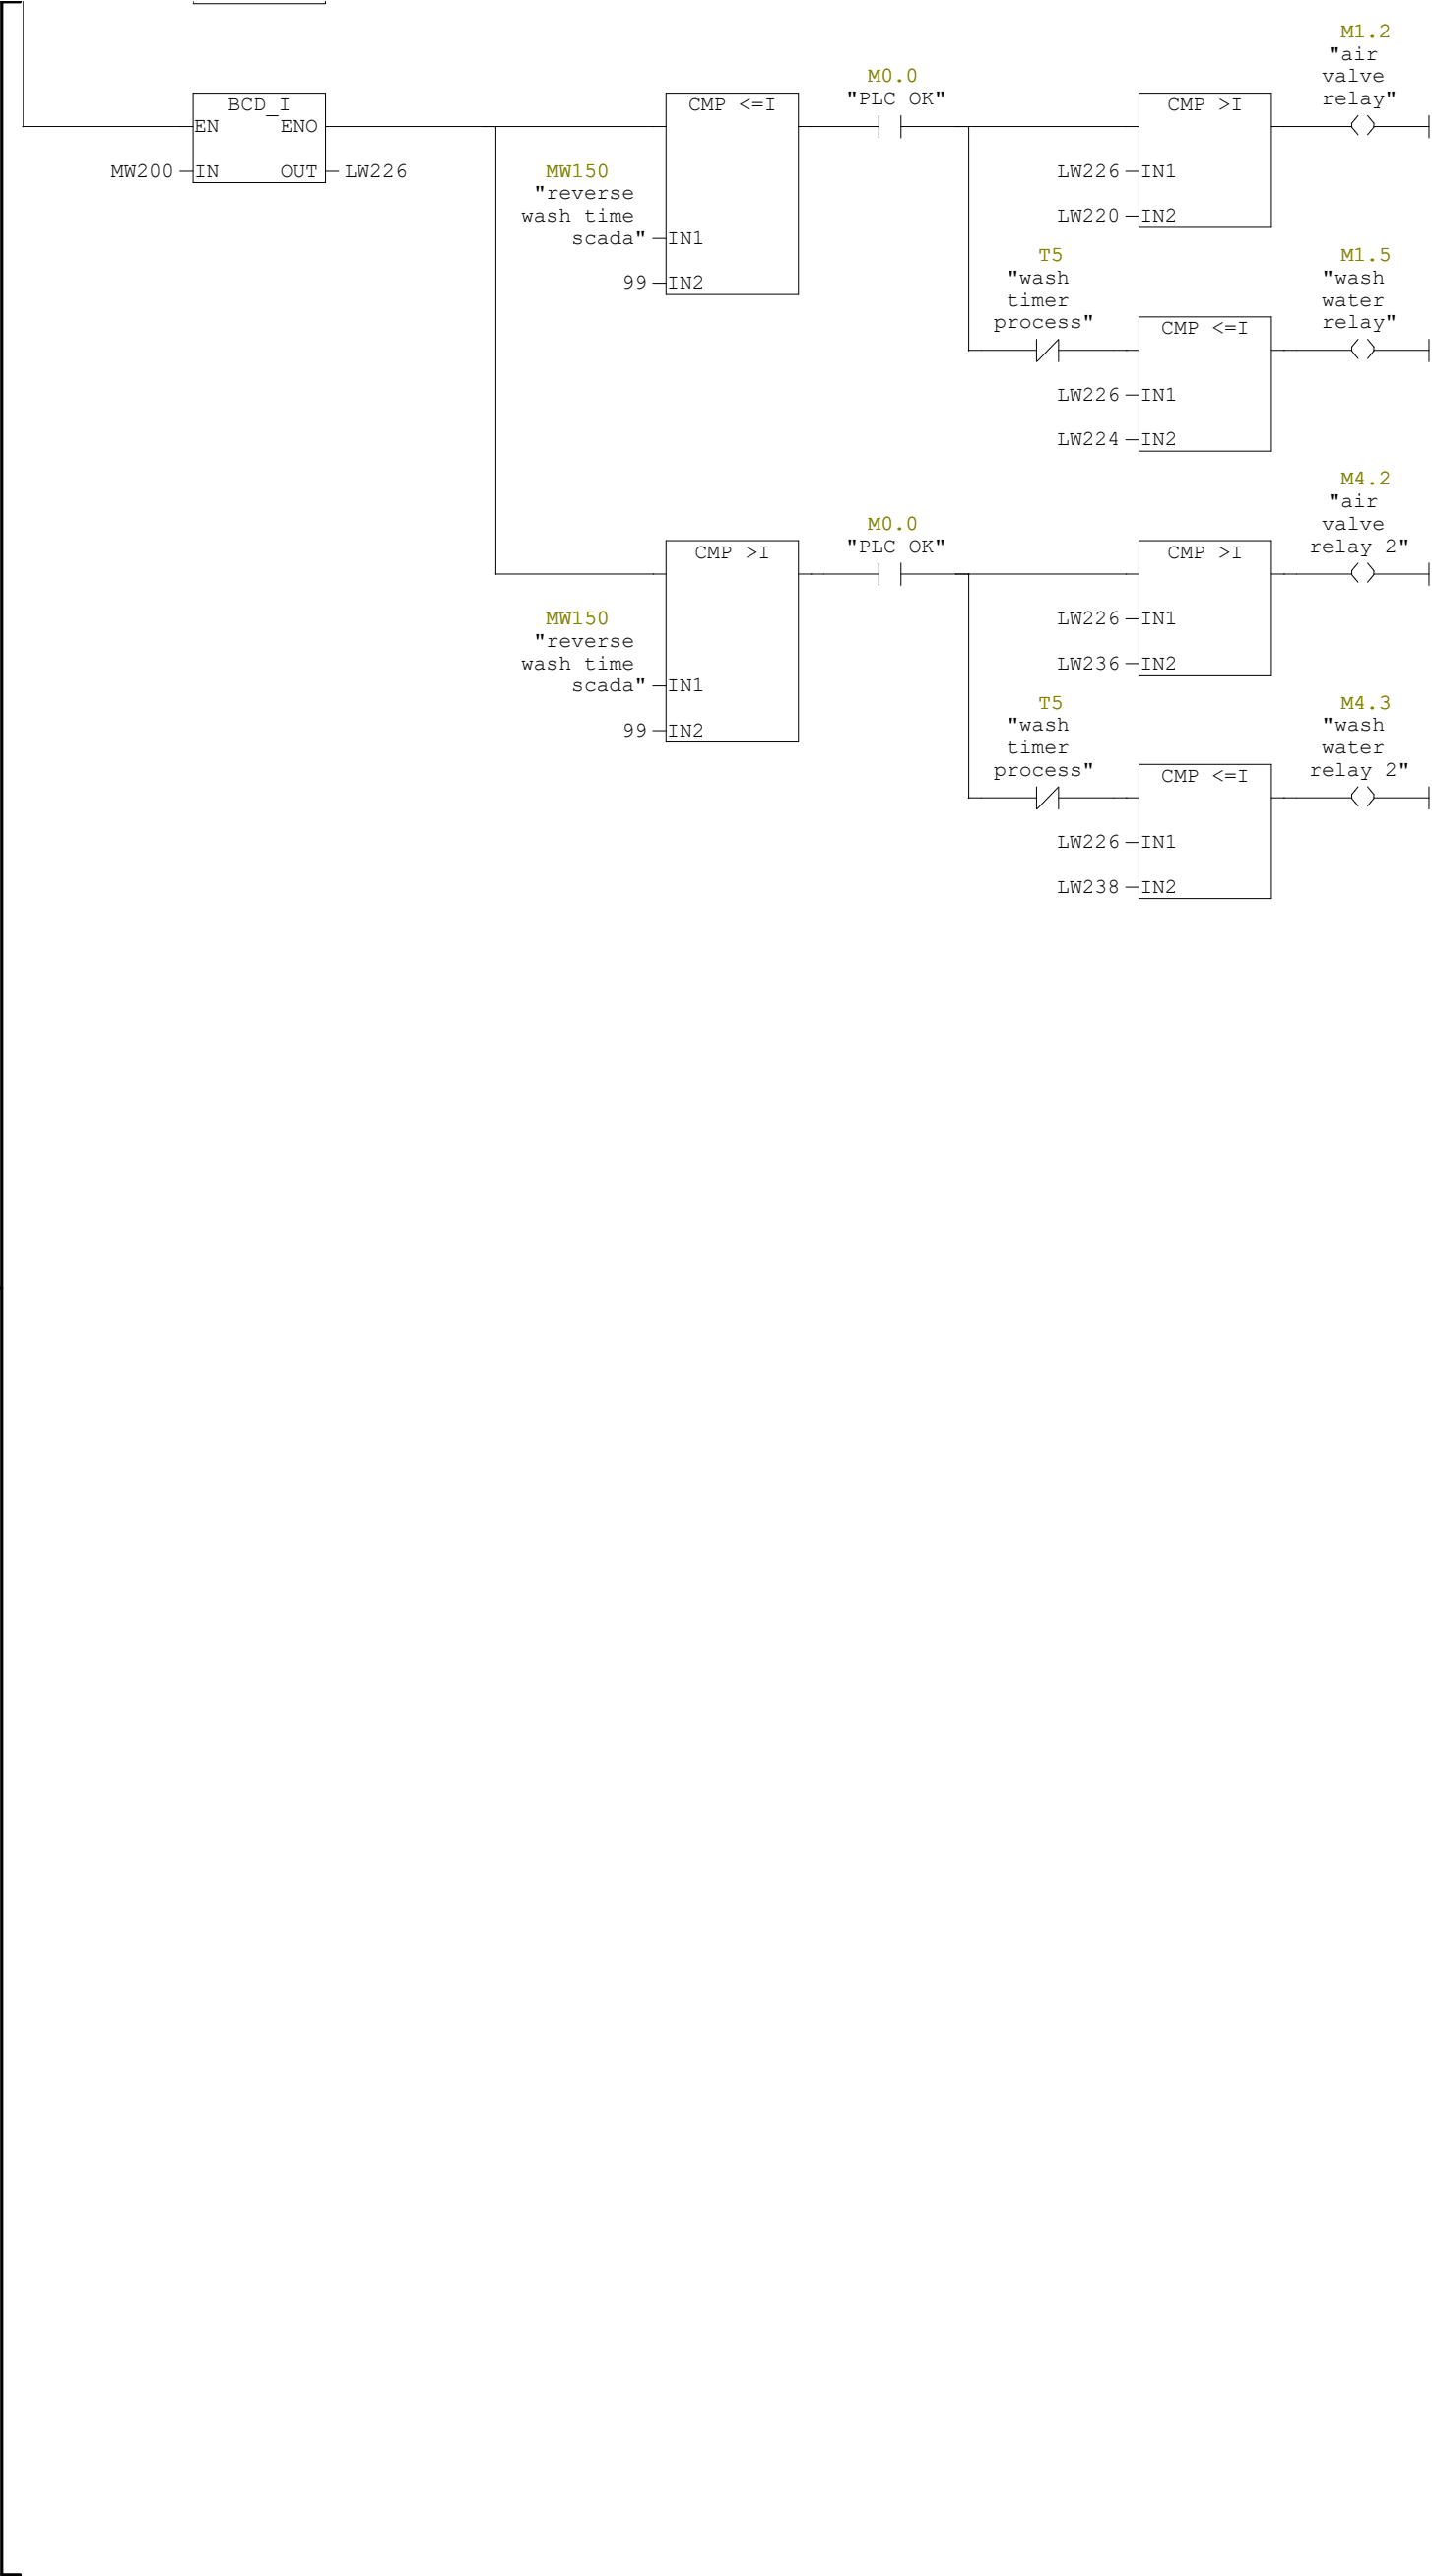 M1.2
"air
valve
relay"
M0.0
"PLC OK"
BCD_I
EN ENO
MW200 IN OUT LW226
CMP <=I
MW150
"reverse
wash time
scada" IN1
99 IN2
CMP >I
LW226 IN1
LW220 IN2
T5
"wash
timer
process"
M1.5
"wash
water
relay"
CMP <=I
LW226 IN1
LW224 IN2
M4.2
"air
valve
relay 2"
M0.0
"PLC OK"
CMP >I
MW150
"reverse
wash time
scada" IN1
99 IN2
CMP >I
LW226 IN1
LW236 IN2
T5
"wash
timer
process"
M4.3
"wash
water
relay 2"
CMP <=I
LW226 IN1
LW238 IN2